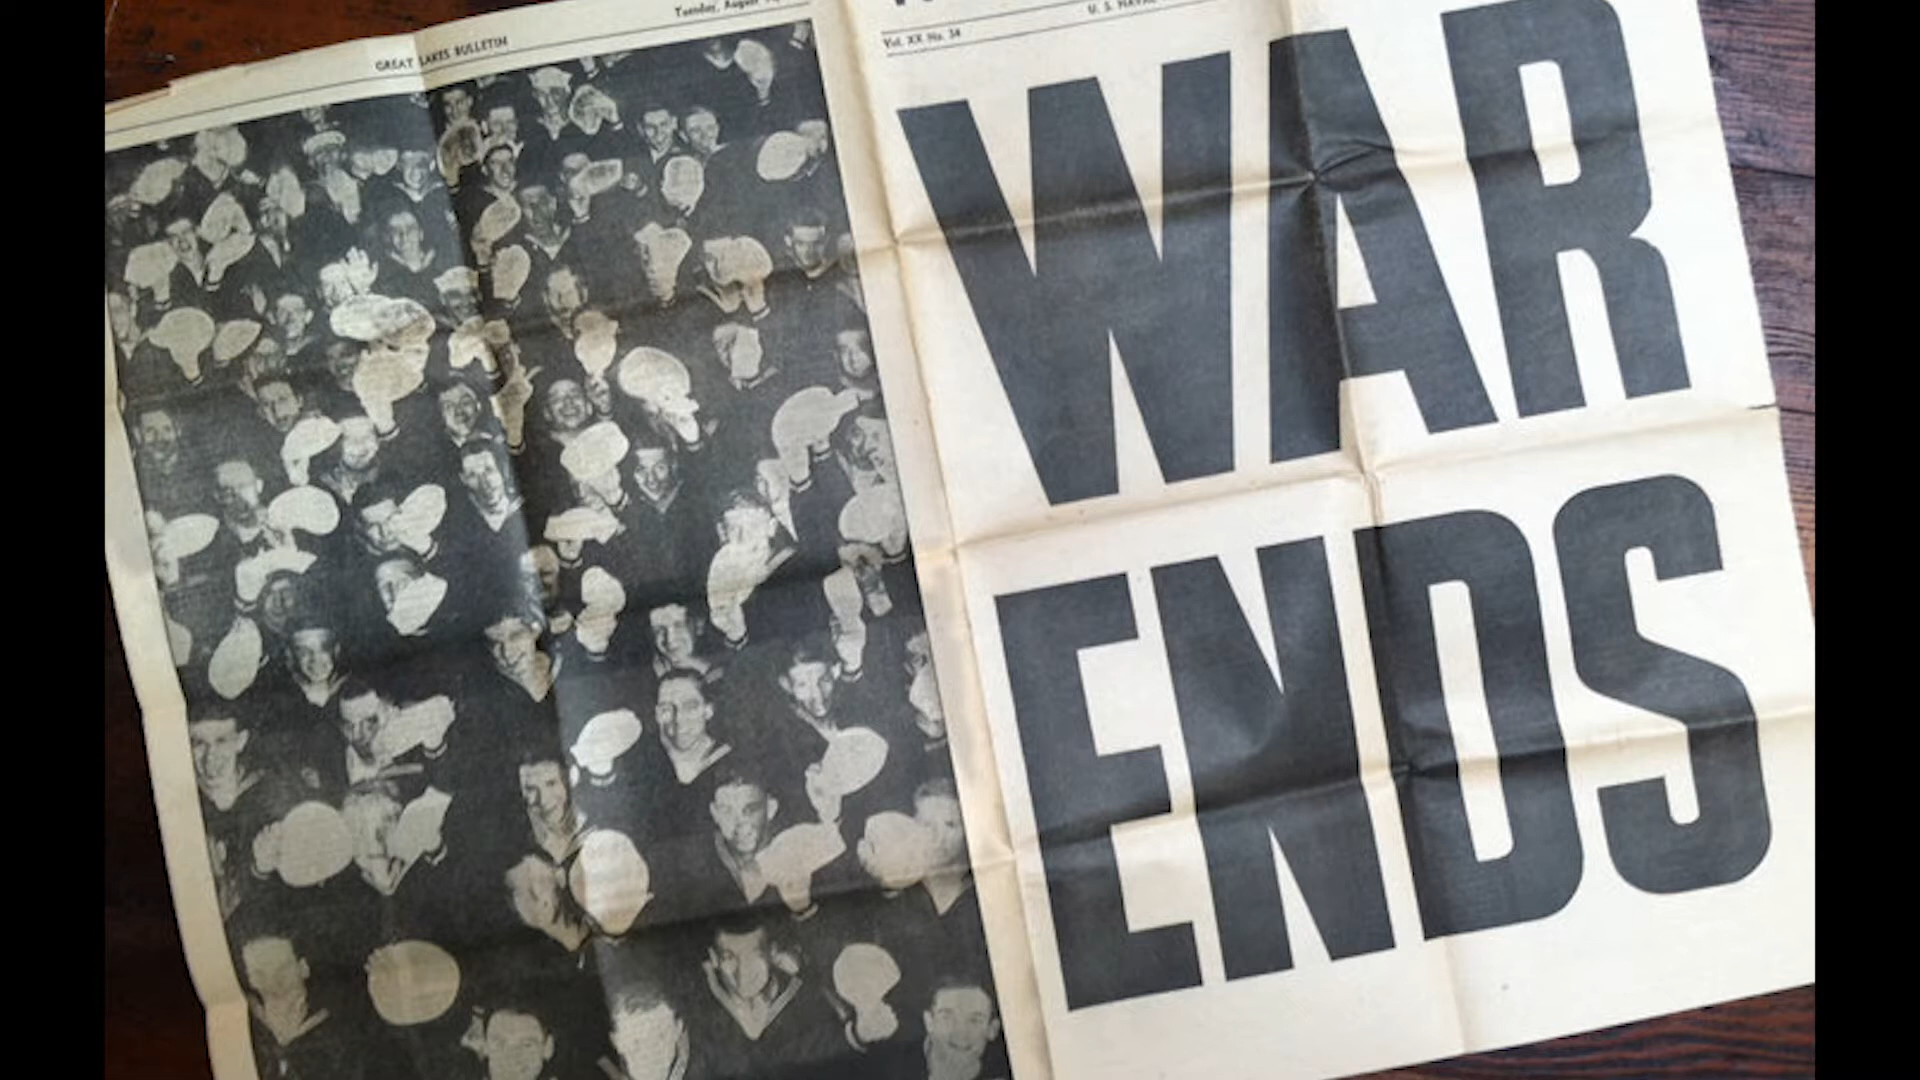 Tuesday, August
GREAT LAKES BULLETIN
U. S. NAVAL
Vol. XX No. 34
WAR
ENDS